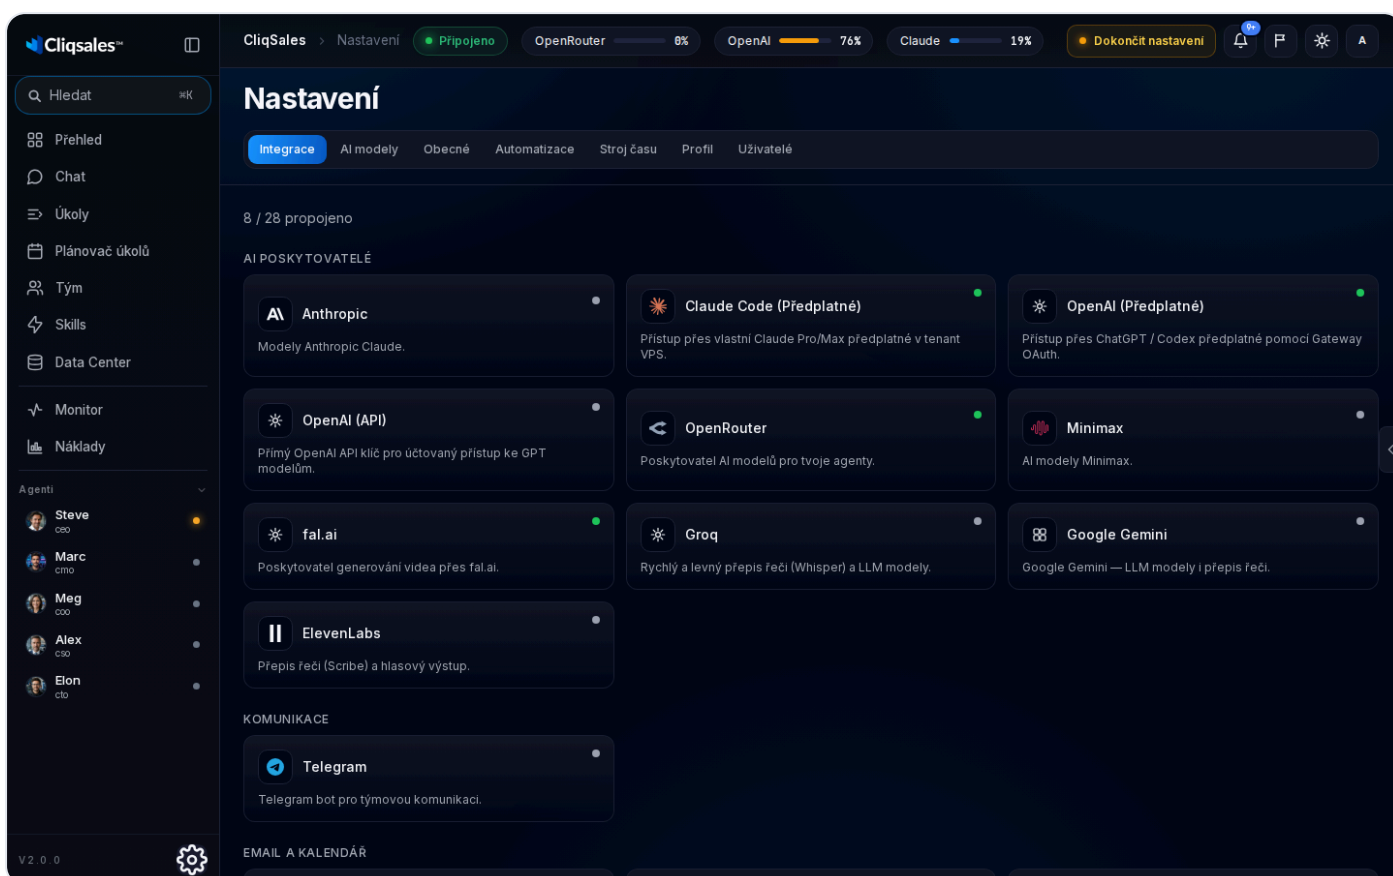 Cliqsales™
Hledat ⌘K
Přehled
Chat
Úkoly
Plánovač úkolů
Tým
Skills
Data Center
Monitor
Náklady
Agenti
Steve
ceo
Marc
cmo
Meg
coo
Alex
cso
Elon
cto
V2.0.0
CliqSales › Nastavení
Připojeno
OpenRouter 0%
OpenAI 76%
Claude 19%
Dokončit nastavení
9+
A
Nastavení
Integrace AI modely Obecné Automatizace Stroj času Profil Uživatelé
8 / 28 propojeno
AI POSKYTOVATELÉ
Anthropic
Modely Anthropic Claude.
Claude Code (Předplatné)
Přístup přes vlastní Claude Pro/Max předplatné v tenant
VPS.
OpenAI (Předplatné)
Přístup přes ChatGPT / Codex předplatné pomocí Gateway
OAuth.
OpenAI (API)
Přímý OpenAI API klíč pro účtovaný přístup ke GPT
modelům.
OpenRouter
Poskytovatel AI modelů pro tvoje agenty.
Minimax
AI modely Minimax.
fal.ai
Poskytovatel generování videa přes fal.ai.
Groq
Rychlý a levný přepis řeči (Whisper) a LLM modely.
Google Gemini
Google Gemini — LLM modely i přepis řeči.
ElevenLabs
Přepis řeči (Scribe) a hlasový výstup.
KOMUNIKACE
Telegram
Telegram bot pro týmovou komunikaci.
EMAIL A KALENDÁŘ